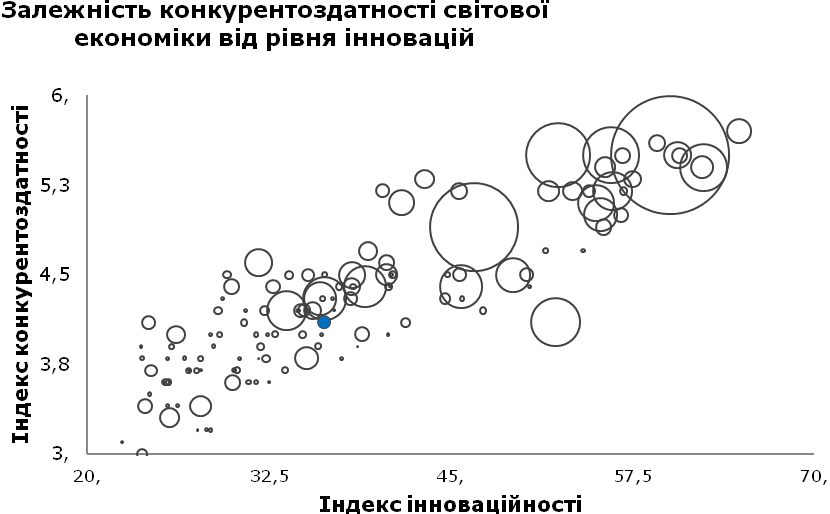 Залежність конкурентоздатності світової
економіки від рівня інновацій
Індекс конкурентоздатності
6,
5,3
4,5
3,8
3,
20,
32,5
45,
57,5
70,
Індекс інноваційності